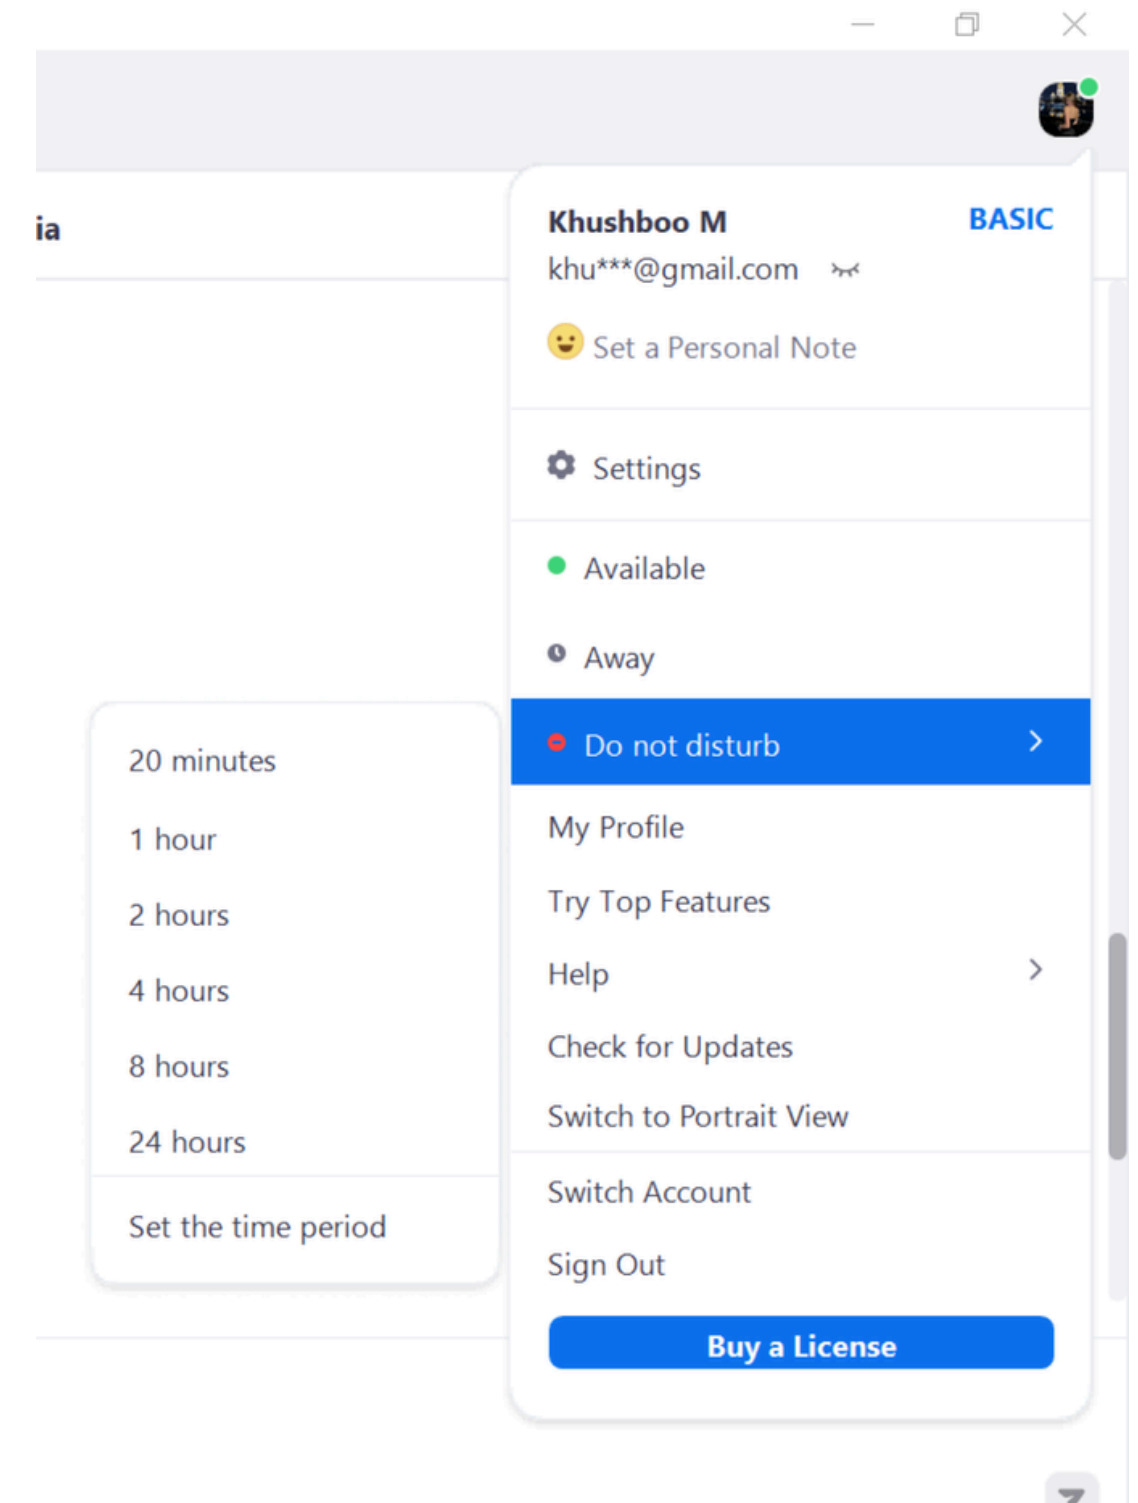 ia
Khushboo M
BASIC
khu***@gmail.com
Set a Personal Note
Settings
Available
Away
Do not disturb
20 minutes
1 hour
2 hours
4 hours
8 hours
24 hours
Set the time period
My Profile
Try Top Features
Help
Check for Updates
Switch to Portrait View
Switch Account
Sign Out
Buy a License